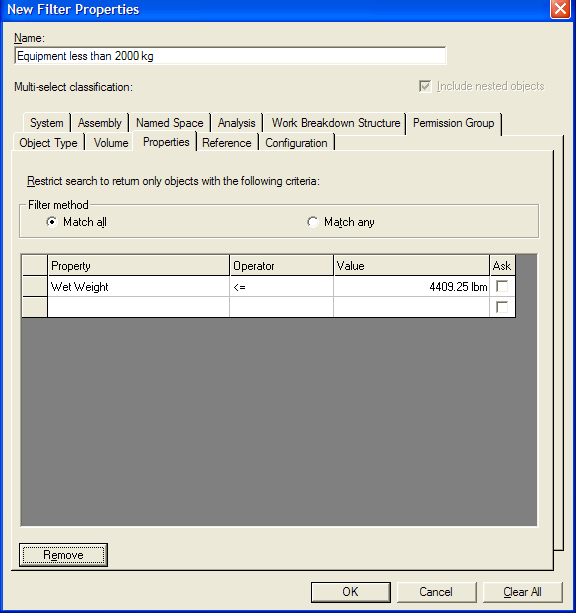 New Filter Properties
Name:
Equipment less than 2000 kg
Multi-select classification:
Include nested objects
System Assembly Named Space Analysis Work Breakdown Structure Permission Group
Object Type Volume Properties Reference Configuration
Restrict search to return only objects with the following criteria:
Filter method
Match all Match any
Property Operator Value Ask
Wet Weight <= 4409.25 lbm
Remove
OK Cancel Clear All